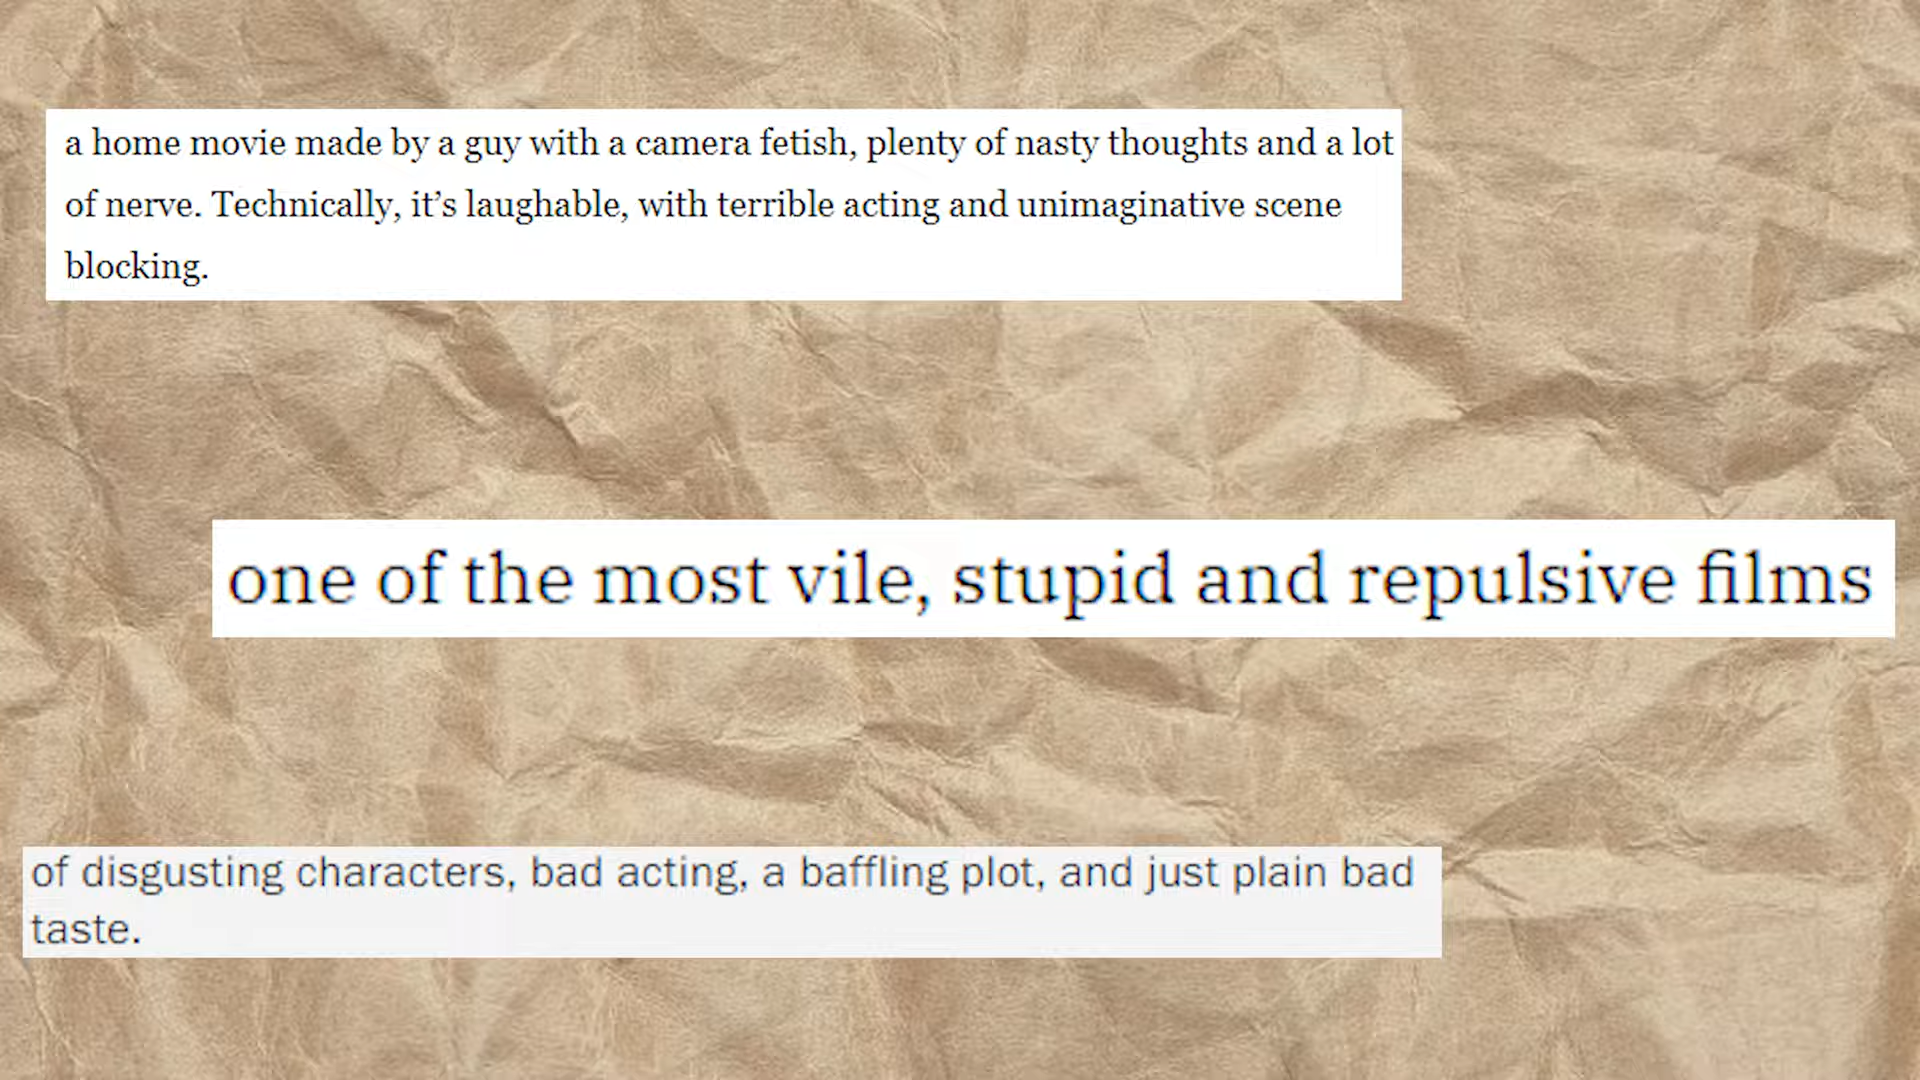 a home movie made by a guy with a camera fetish, plenty of nasty thoughts and a lot
of nerve. Technically, it’s laughable, with terrible acting and unimaginative scene
blocking.
one of the most vile, stupid and repulsive films
of disgusting characters, bad acting, a baffling plot, and just plain bad
taste.